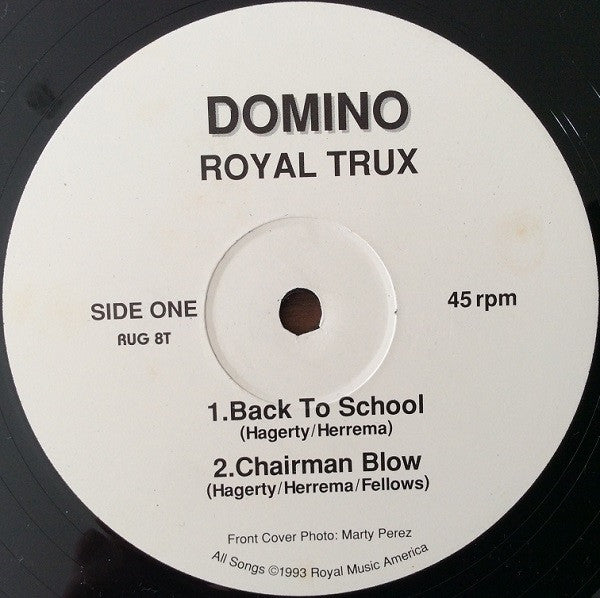 DOMINO
ROYAL TRUX
SIDE ONE
45 rpm
RUG 8T
1.Back To School
(Hagerty/Herrema)
2.Chairman Blow
(Hagerty/Herrema/Fellows)
Front Cover Photo: Marty Perez
All Songs ©1993 Royal Music America